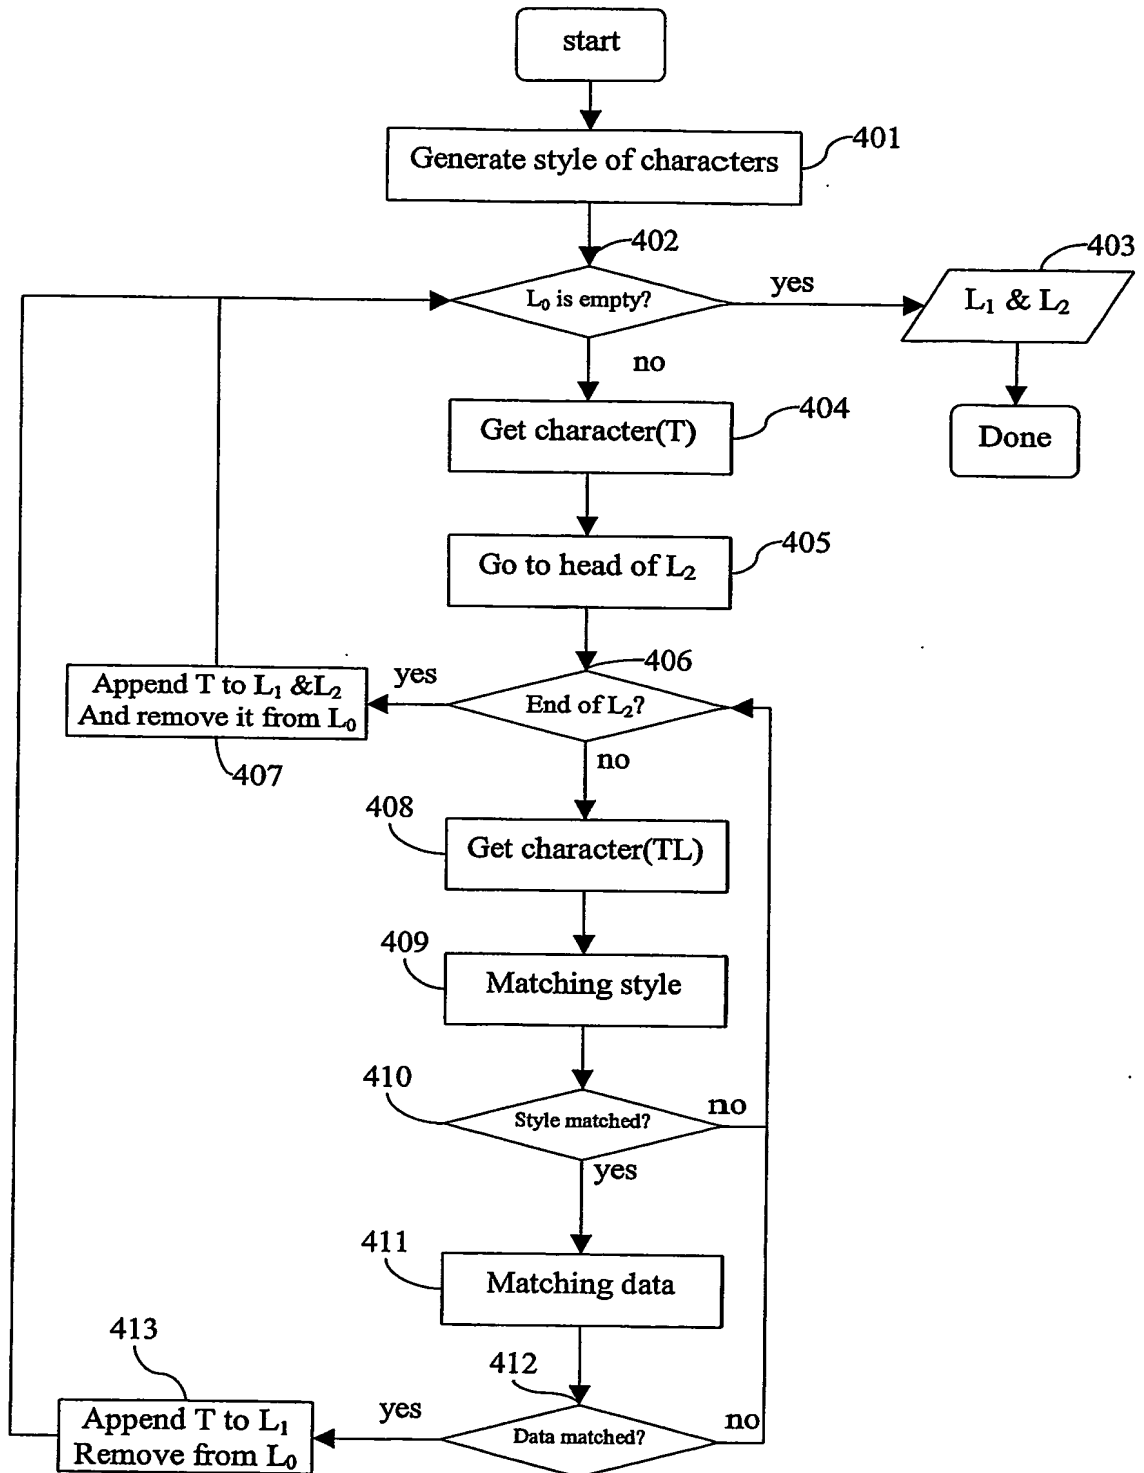 start
Generate style of characters
401
402
L₀ is empty?
yes
403
L₁ & L₂
no
Get character(T)
404
Done
Go to head of L₂
405
406
End of L₂?
yes
Append T to L₁ &L₂
And remove it from L₀
407
no
408
Get character(TL)
409
Matching style
410
Style matched?
no
yes
411
Matching data
412
413
Data matched?
no
yes
Append T to L₁
Remove from L₀